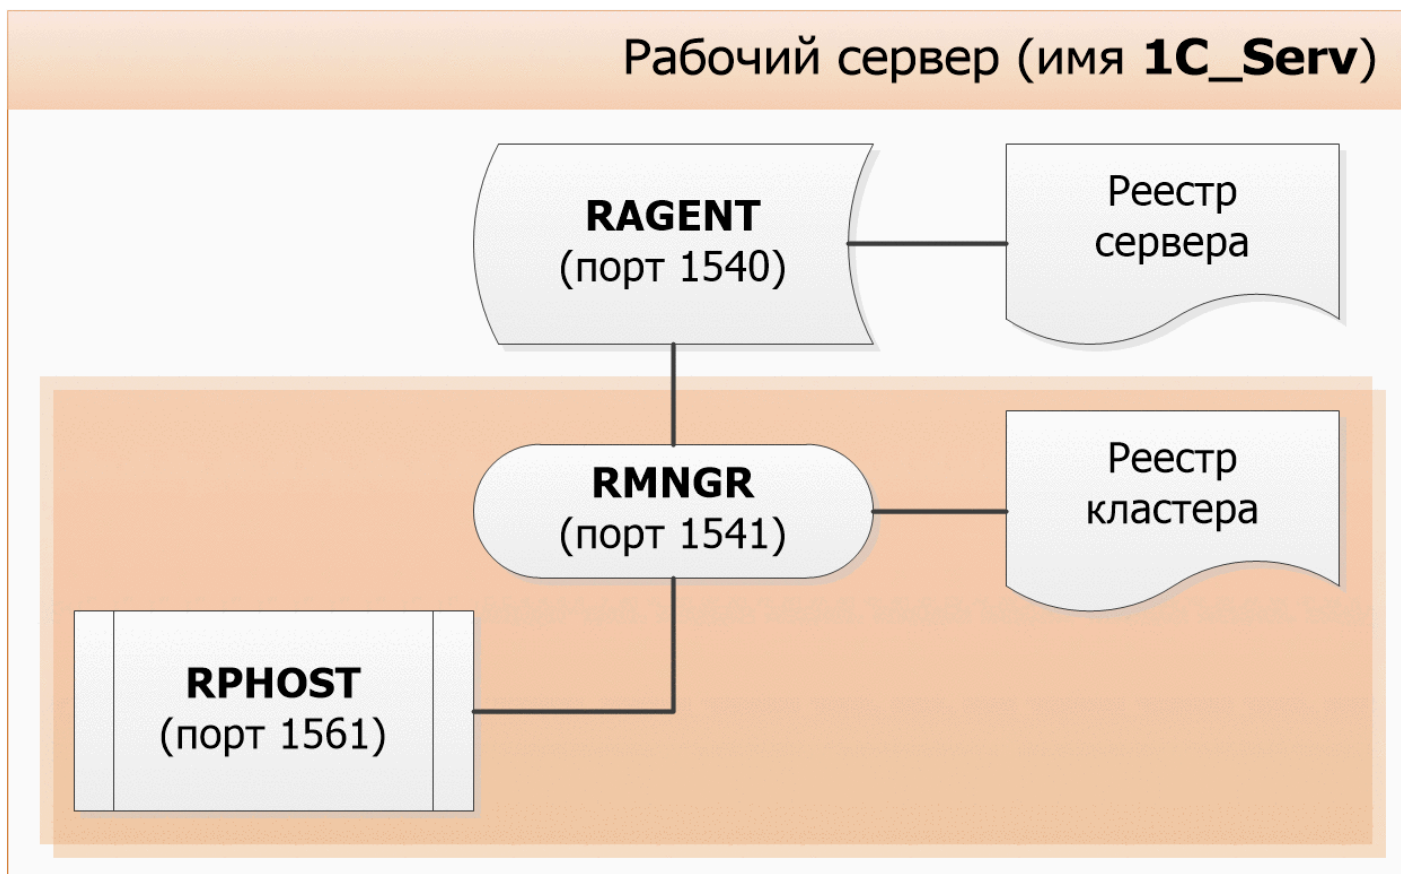 Рабочий сервер (имя 1C_Serv)
RAGENT
(порт 1540)
Реестр
сервера
RMNGR
(порт 1541)
Реестр
кластера
RPHOST
(порт 1561)